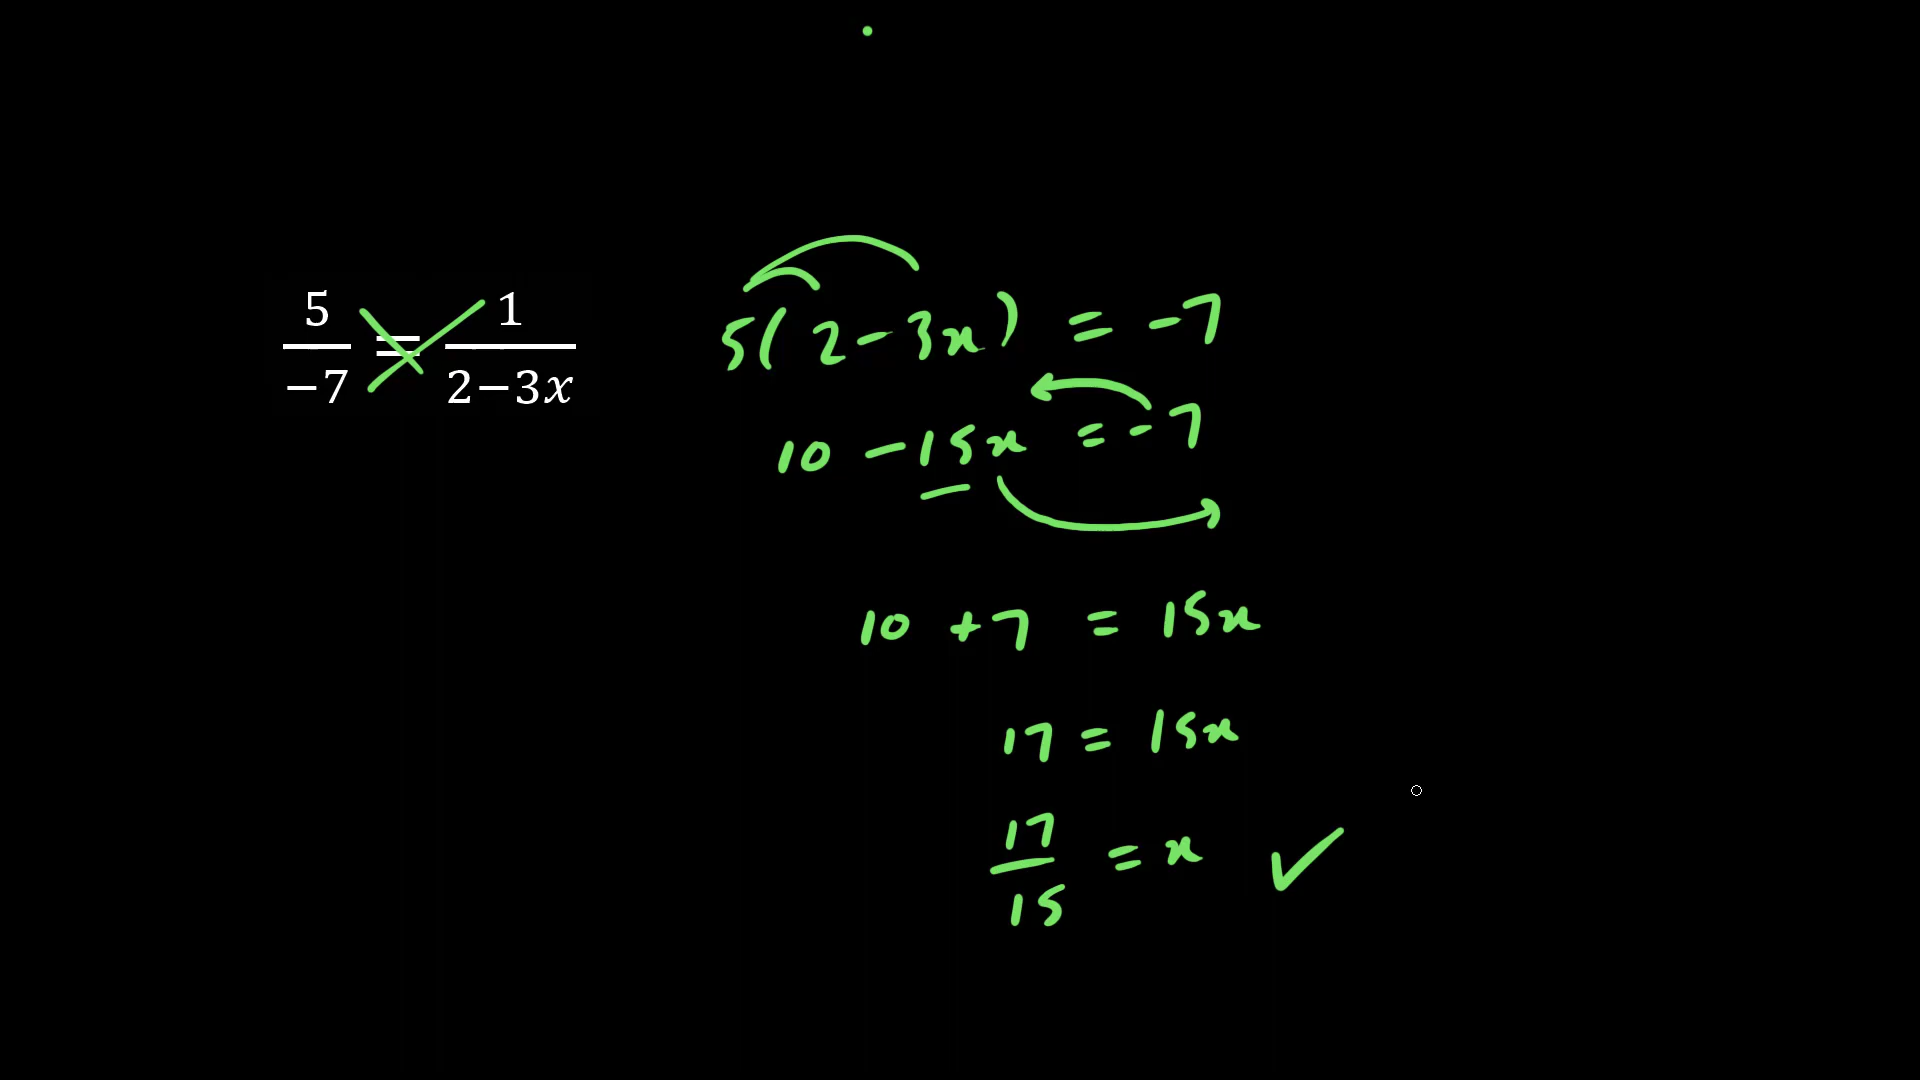 5/−7 = 1/2−3x
5(2−3x) = −7
10 − 15x = −7
10 + 7 = 15x
17 = 15x
17/15 = x ✓